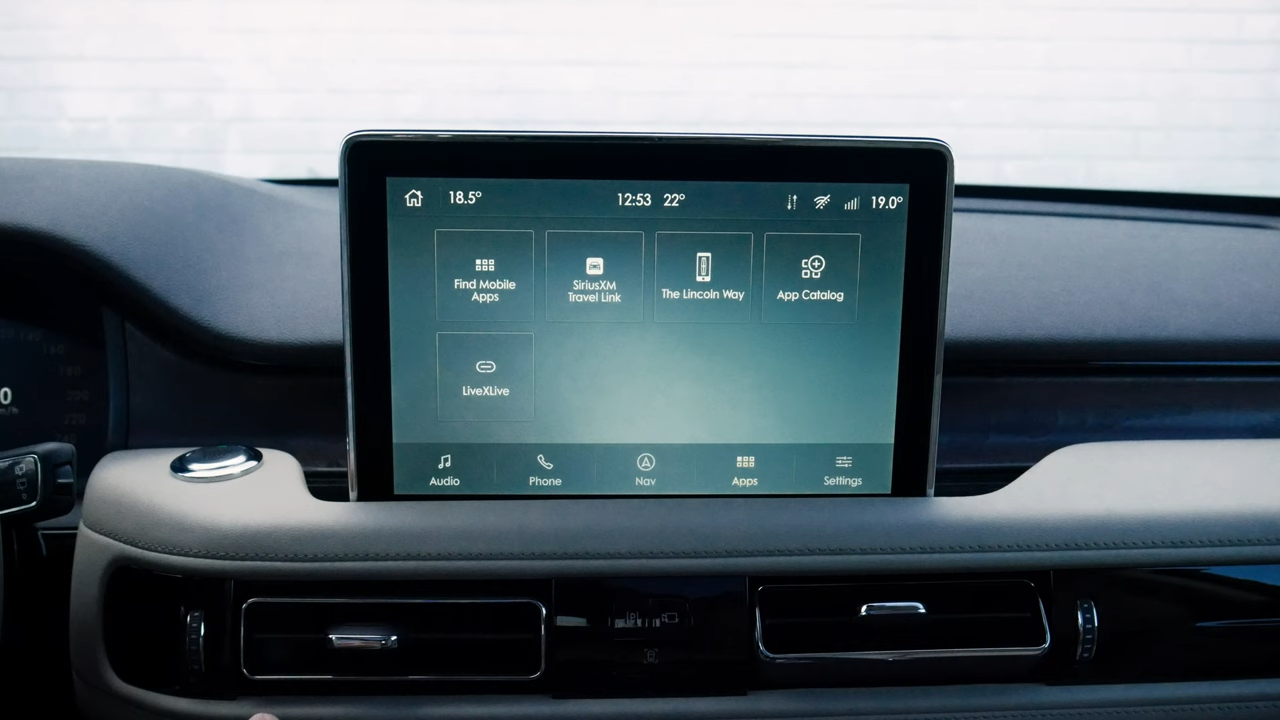 18.5°
12:53 22°
19.0°
Find Mobile
Apps
SiriusXM
Travel Link
The Lincoln Way
App Catalog
LiveXLive
Audio
Phone
Nav
Apps
Settings
0